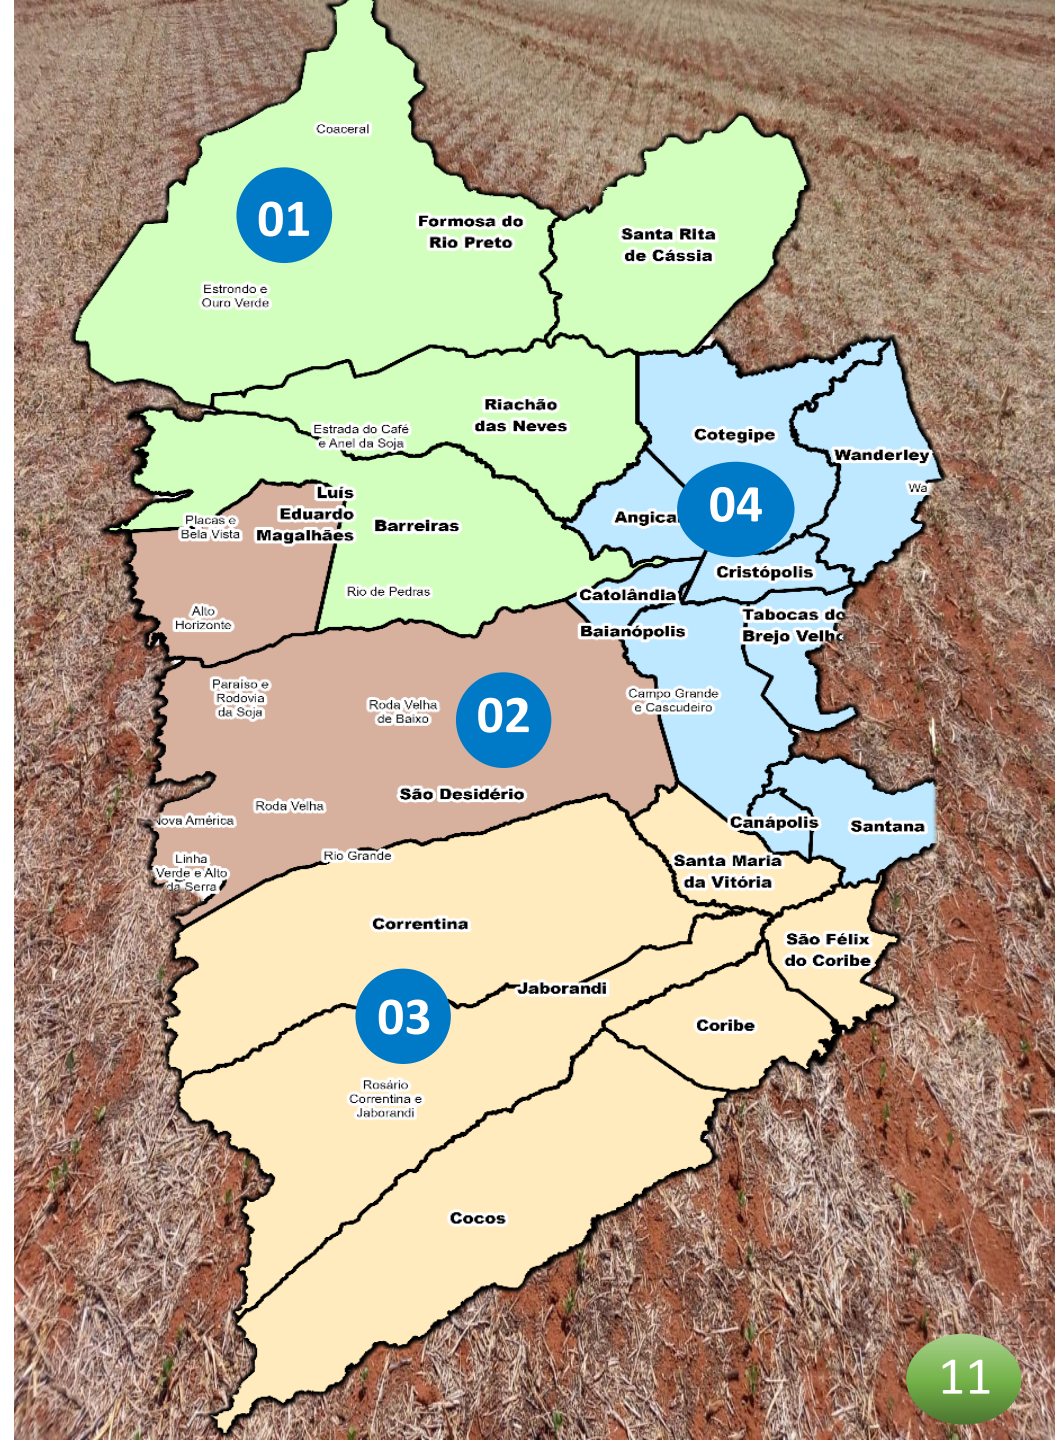 Coaceral
01
Formosa do
Rio Preto
Santa Rita
de Cássia
Estrondo e
Ouro Verde
Riachão
das Neves
Estrada do Café
e Anel da Soja
Cotegipe
Wanderley
Wa
Luís
Eduardo
Magalhães
Placas e
Bela Vista
Barreiras
Angica
04
Cristópolis
Rio de Pedras
Catolândia
Alto
Horizonte
Tabocas do
Brejo Velho
Baianópolis
Paraiso e
Rodovia
da Soja
Roda Velha
de Baixo
02
Campo Grande
e Cascudeiro
São Desidério
Roda Velha
Nova América
Canápolis
Santana
Rio Grande
Linha
Verde e Alto
da Serra
Santa Maria
da Vitória
Correntina
São Félix
do Coribe
Jaborandi
03
Coribe
Rosário
Correntina e
Jaborandi
Cocos
11